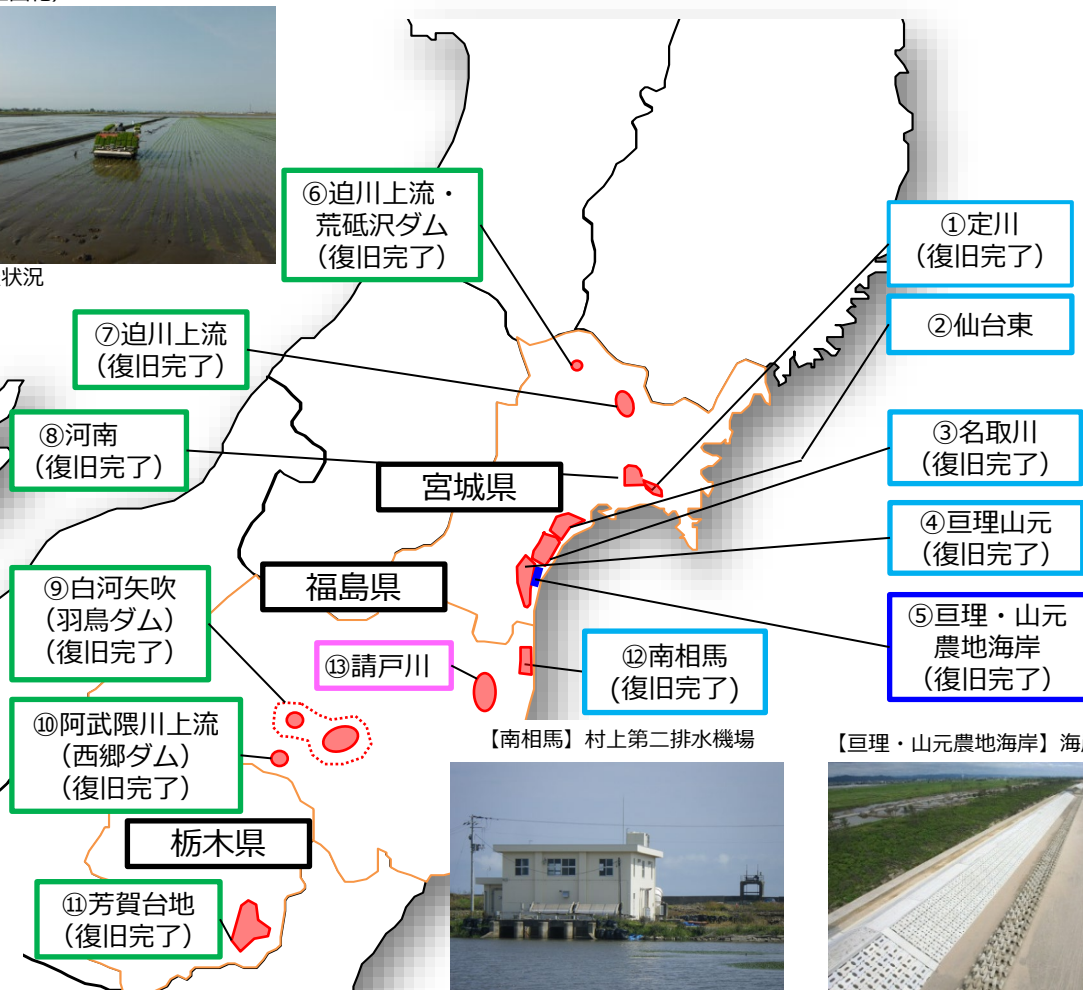 状況
⑥迫川上流・
荒砥沢ダム
(復旧完了)
①定川
(復旧完了)
②仙台東
⑦迫川上流
(復旧完了)
⑧河南
(復旧完了)
③名取川
(復旧完了)
宮城県
④亘理山元
(復旧完了)
福島県
⑨白河矢吹
(羽鳥ダム)
(復旧完了)
⑤亘理・山元
農地海岸
(復旧完了)
⑬請戸川
⑫南相馬
(復旧完了)
⑩阿武隈川上流
(西郷ダム)
(復旧完了)
【南相馬】村上第二排水機場
【亘理・山元農地海岸】海
栃木県
⑪芳賀台地
(復旧完了)